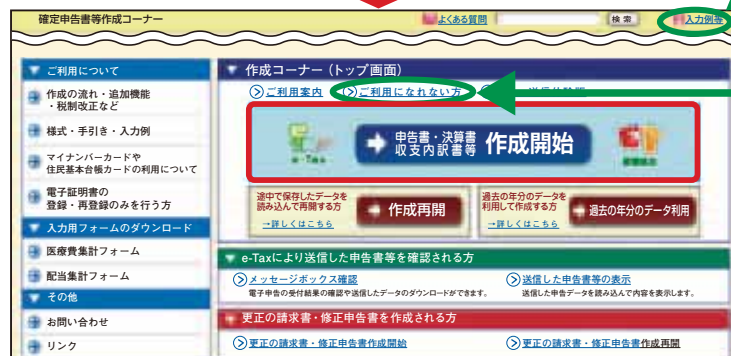 確定申告書等作成コーナー
よくある質問
検索
入力例等
ご利用について
作成の流れ・追加機能
・税制改正など
様式・手引き・入力例
マイナンバーカードや
住民基本台帳カードの利用について
電子証明書の
登録・再登録のみを行う方
入力用フォームのダウンロード
医療費集計フォーム
配当集計フォーム
その他
お問い合わせ
リンク
作成コーナー（トップ画面）
ご利用案内
ご利用になれない方
e-Tax
申告書・決算書
収支内訳書等
作成開始
途中で保存したデータを
読み込んで再開する方
→詳しくはこちら
作成再開
過去の年分のデータを
利用して作成する方
→詳しくはこちら
過去の年分のデータ利用
e-Taxにより送信した申告書等を確認される方
メッセージボックス確認
電子申告の受付結果の確認や送信したデータのダウンロードができます。
送信した申告書等の表示
送信した申告データを読み込んで内容を表示します。
更正の請求書・修正申告書を作成される方
更正の請求書・修正申告書作成開始
更正の請求書・修正申告書作成再開